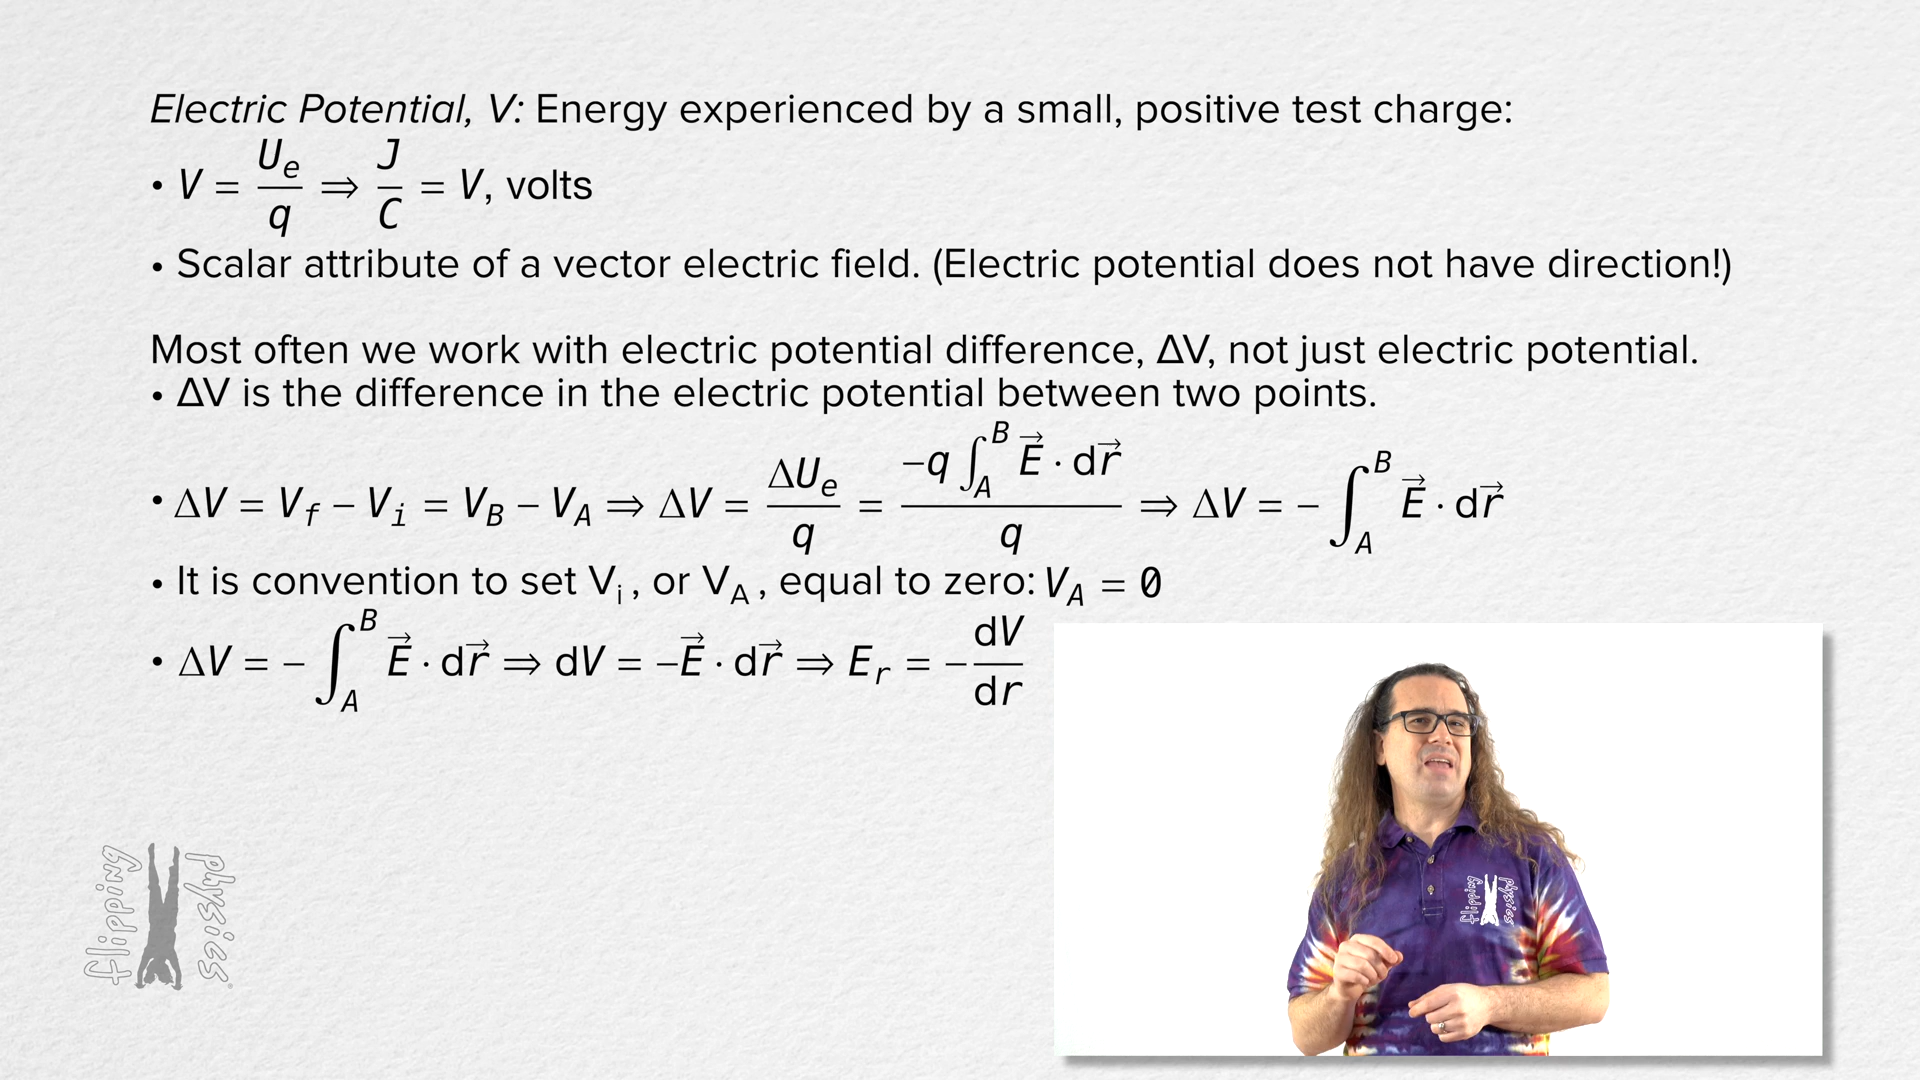 Electric Potential, V: Energy experienced by a small, positive test charge:
• V = U_e/q ⇒ J/C = V, volts
• Scalar attribute of a vector electric field. (Electric potential does not have direction!)
Most often we work with electric potential difference, ΔV, not just electric potential.
• ΔV is the difference in the electric potential between two points.
• ΔV = V_f − V_i = V_B − V_A ⇒ ΔV = ΔU_e/q = −q ∫_A^B E⃗ · dr⃗ / q ⇒ ΔV = − ∫_A^B E⃗ · dr⃗
• It is convention to set V_i , or V_A , equal to zero: V_A = 0
• ΔV = − ∫_A^B E⃗ · dr⃗ ⇒ dV = −E⃗ · dr⃗ ⇒ E_r = − dV/dr
flipping physics
flipping physics